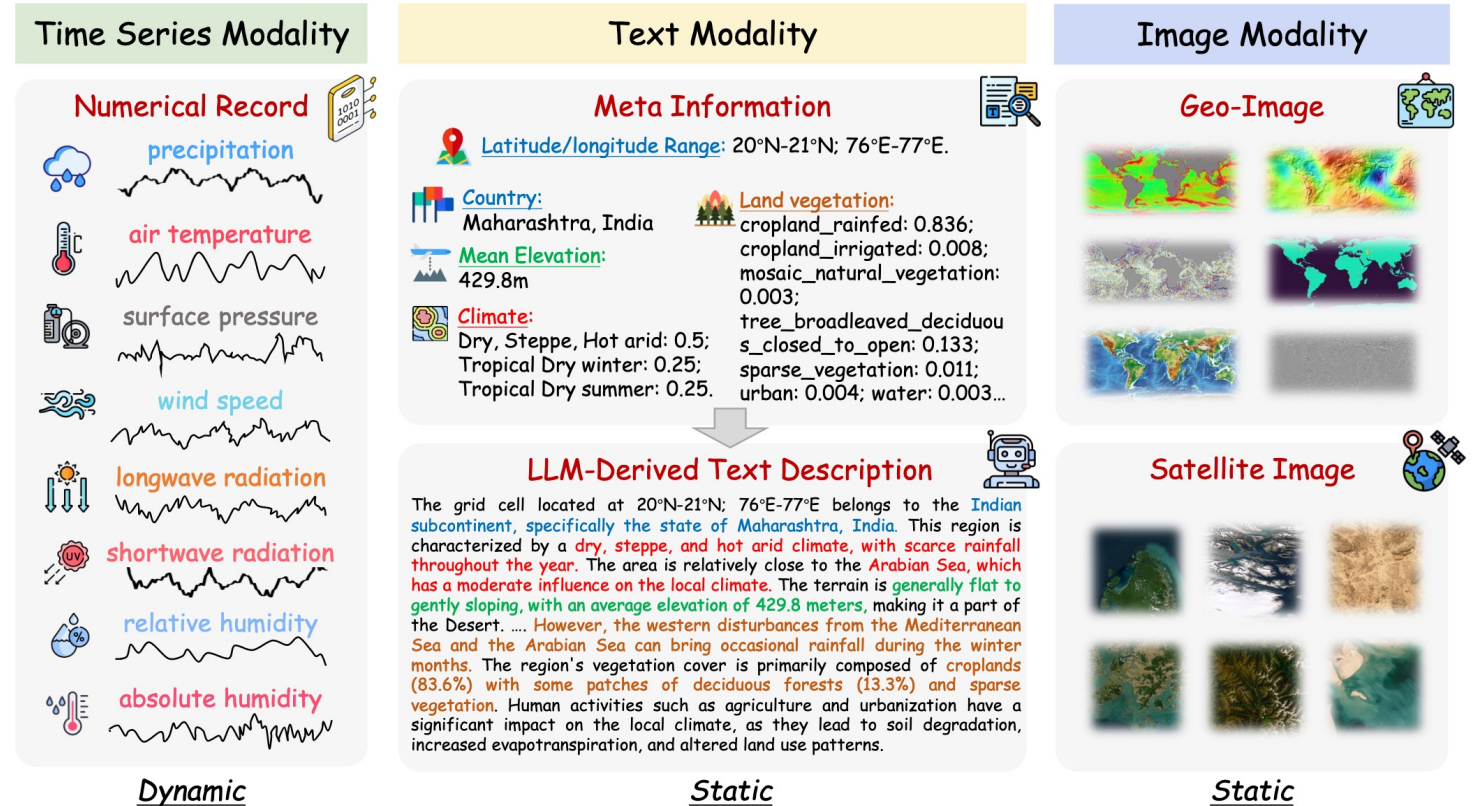 Time Series Modality
Numerical Record
1010
0001
precipitation
air temperature
°C
surface pressure
wind speed
longwave radiation
shortwave radiation
UV
relative humidity
%
absolute humidity
Dynamic
Text Modality
Meta Information
T
Latitude/longitude Range: 20°N-21°N; 76°E-77°E.
Country:
Maharashtra, India
Mean Elevation:
429.8m
Climate:
Dry, Steppe, Hot arid: 0.5;
Tropical Dry winter: 0.25;
Tropical Dry summer: 0.25.
Land vegetation:
cropland_rainfed: 0.836;
cropland_irrigated: 0.008;
mosaic_natural_vegetation:
0.003;
tree_broadleaved_deciduou
s_closed_to_open: 0.133;
sparse_vegetation: 0.011;
urban: 0.004; water: 0.003...
LLM-Derived Text Description
The grid cell located at 20°N-21°N; 76°E-77°E belongs to the Indian
subcontinent, specifically the state of Maharashtra, India. This region is
characterized by a dry, steppe, and hot arid climate, with scarce rainfall
throughout the year. The area is relatively close to the Arabian Sea, which
has a moderate influence on the local climate. The terrain is generally flat to
gently sloping, with an average elevation of 429.8 meters, making it a part of
the Desert. .... However, the western disturbances from the Mediterranean
Sea and the Arabian Sea can bring occasional rainfall during the winter
months. The region's vegetation cover is primarily composed of croplands
(83.6%) with some patches of deciduous forests (13.3%) and sparse
vegetation. Human activities such as agriculture and urbanization have a
significant impact on the local climate, as they lead to soil degradation,
increased evapotranspiration, and altered land use patterns.
Static
Image Modality
Geo-Image
Satellite Image
Static